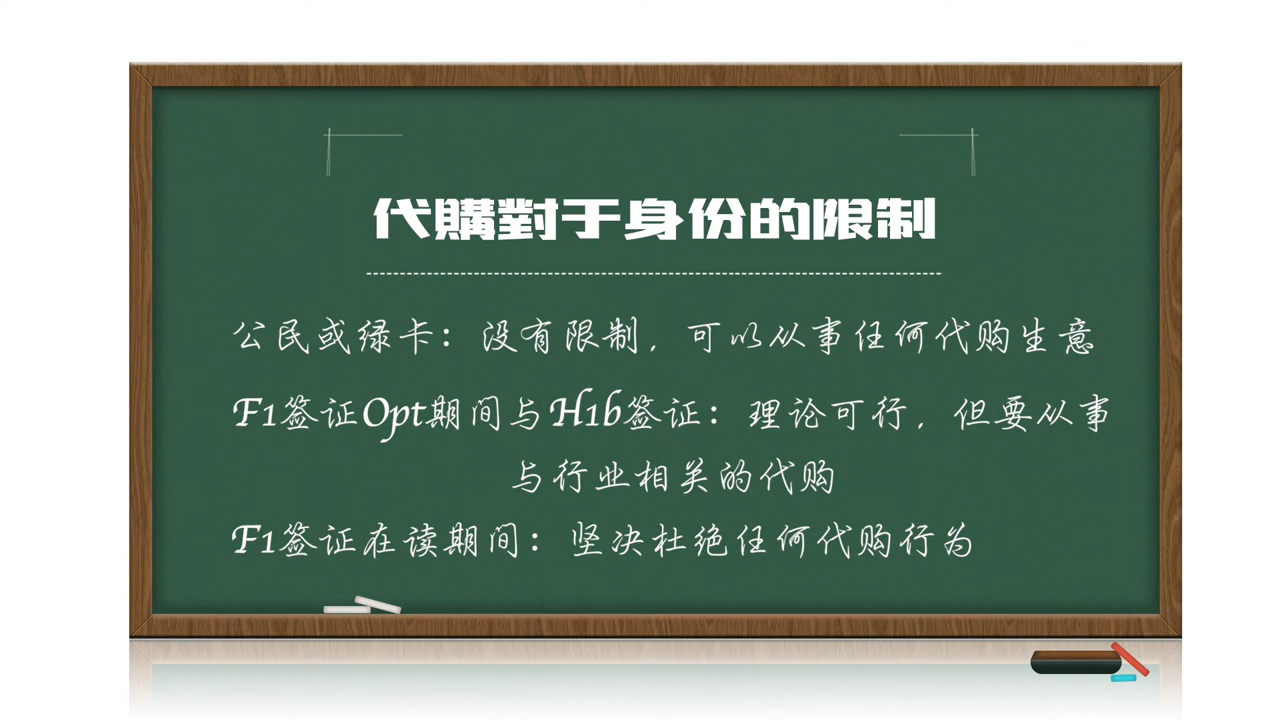 代購對于身份的限制
公民或绿卡：没有限制，可以从事任何代购生意
F1签证Opt期间与H1b签证：理论可行，但要从事
与行业相关的代购
F1签证在读期间：坚决杜绝任何代购行为